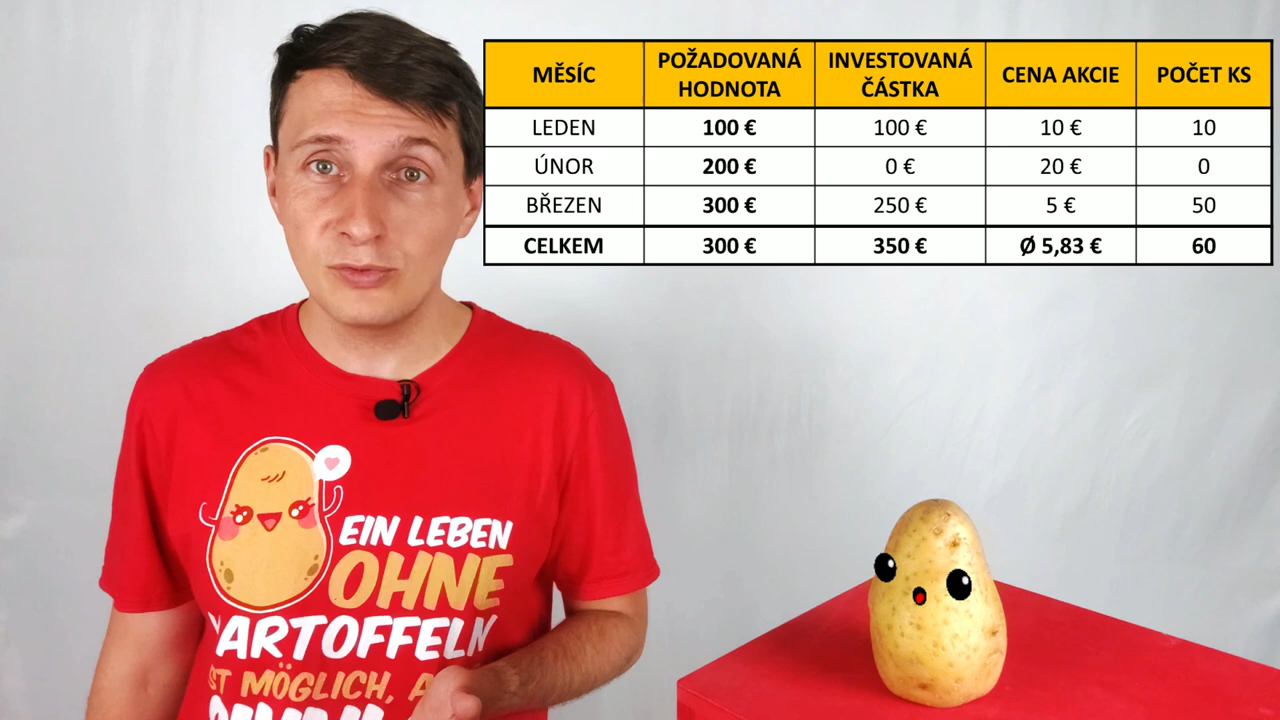 MĚSÍC POŽADOVANÁ HODNOTA INVESTOVANÁ ČÁSTKA CENA AKCIE POČET KS
LEDEN 100 € 100 € 10 € 10
ÚNOR 200 € 0 € 20 € 0
BŘEZEN 300 € 250 € 5 € 50
CELKEM 300 € 350 € Ø 5,83 € 60
EIN LEBEN
OHNE
KARTOFFELN
IST MÖGLICH,